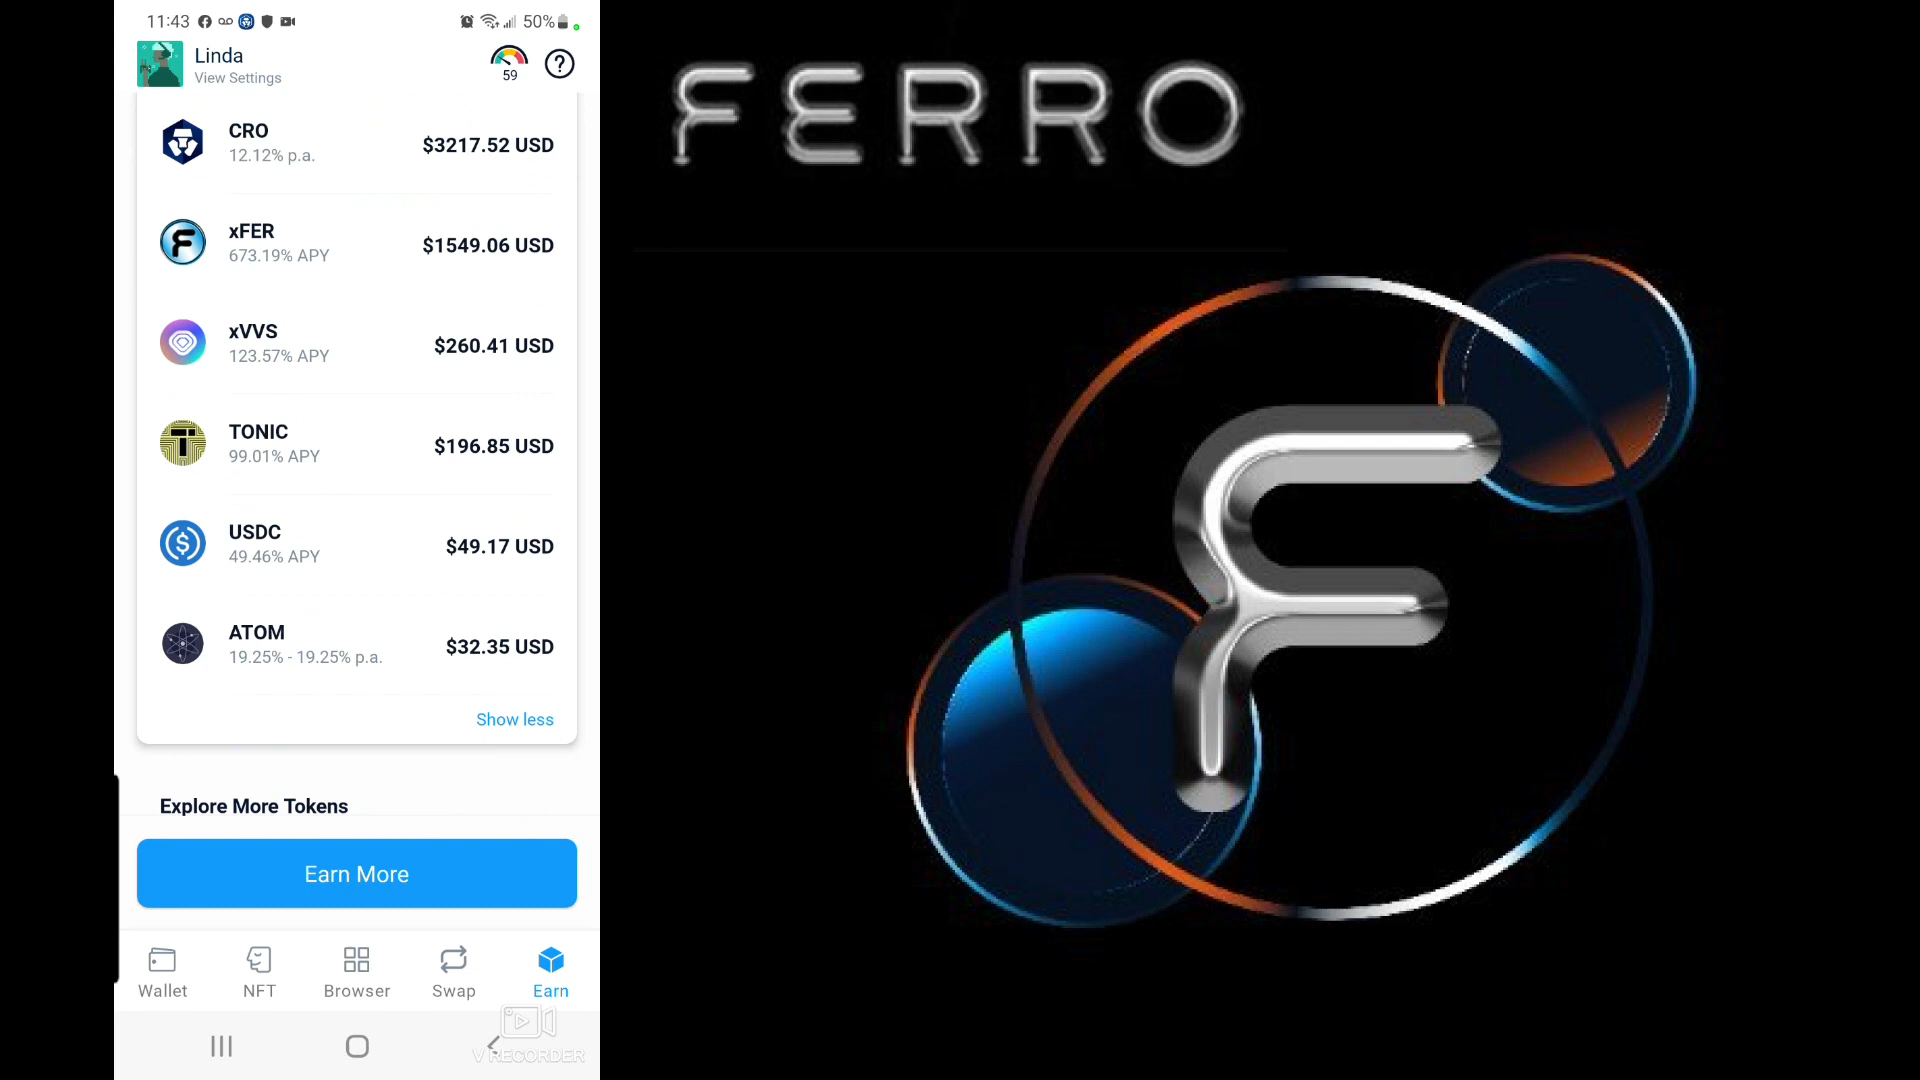 11:43
50%
Linda
View Settings
59
?
CRO
12.12% p.a.
$3217.52 USD
xFER
673.19% APY
$1549.06 USD
xVVS
123.57% APY
$260.41 USD
TONIC
99.01% APY
$196.85 USD
USDC
49.46% APY
$49.17 USD
ATOM
19.25% - 19.25% p.a.
$32.35 USD
Show less
Explore More Tokens
Earn More
Wallet
NFT
Browser
Swap
Earn
V RECORDER
FERRO
F